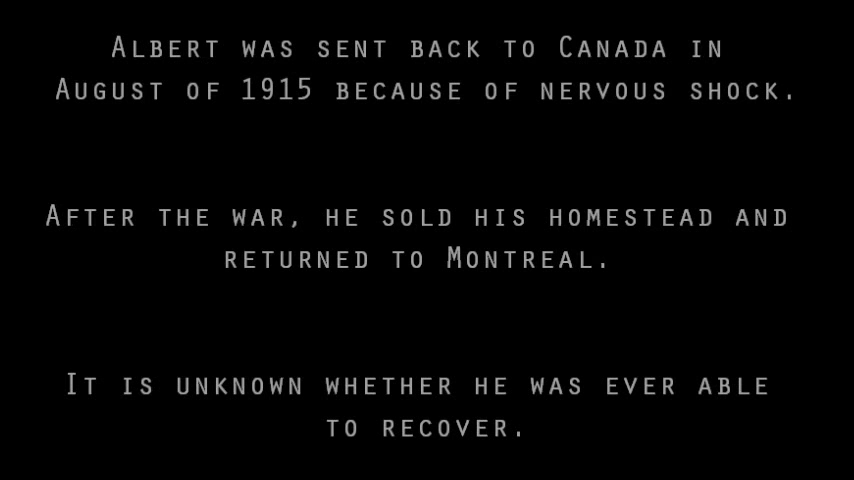 Albert was sent back to Canada in
August of 1915 because of nervous shock.
After the war, he sold his homestead and
returned to Montreal.
It is unknown whether he was ever able
to recover.